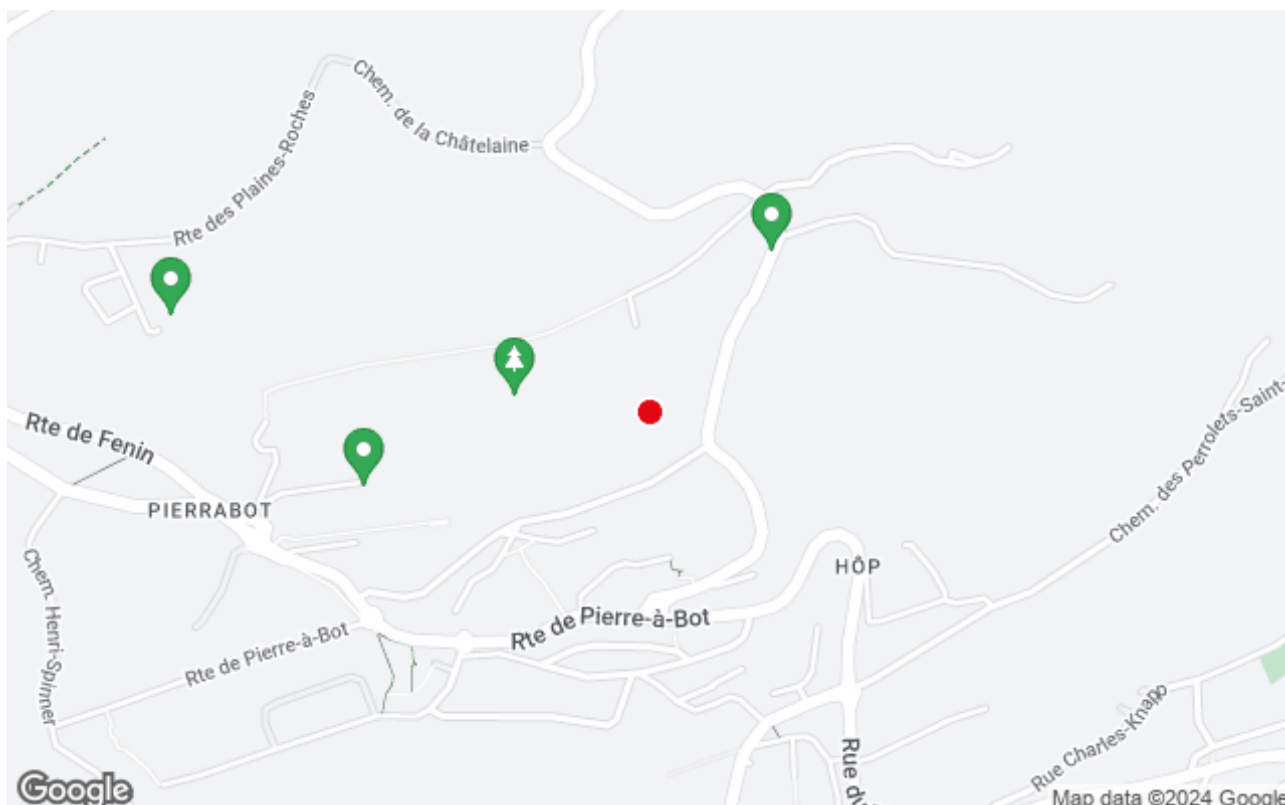 Chem. de la Châtelaine
Rte des Plaines-Roches
Rte de Fenin
PIERRABOT
Chem. des Perrolets-Saint-
HÔP
Chem. Henri-Spinner
Rte de Pierre-à-Bot
Rte de Pierre-à-Bot
Rue Charles-Knapp
Google
Map data ©2024 Google